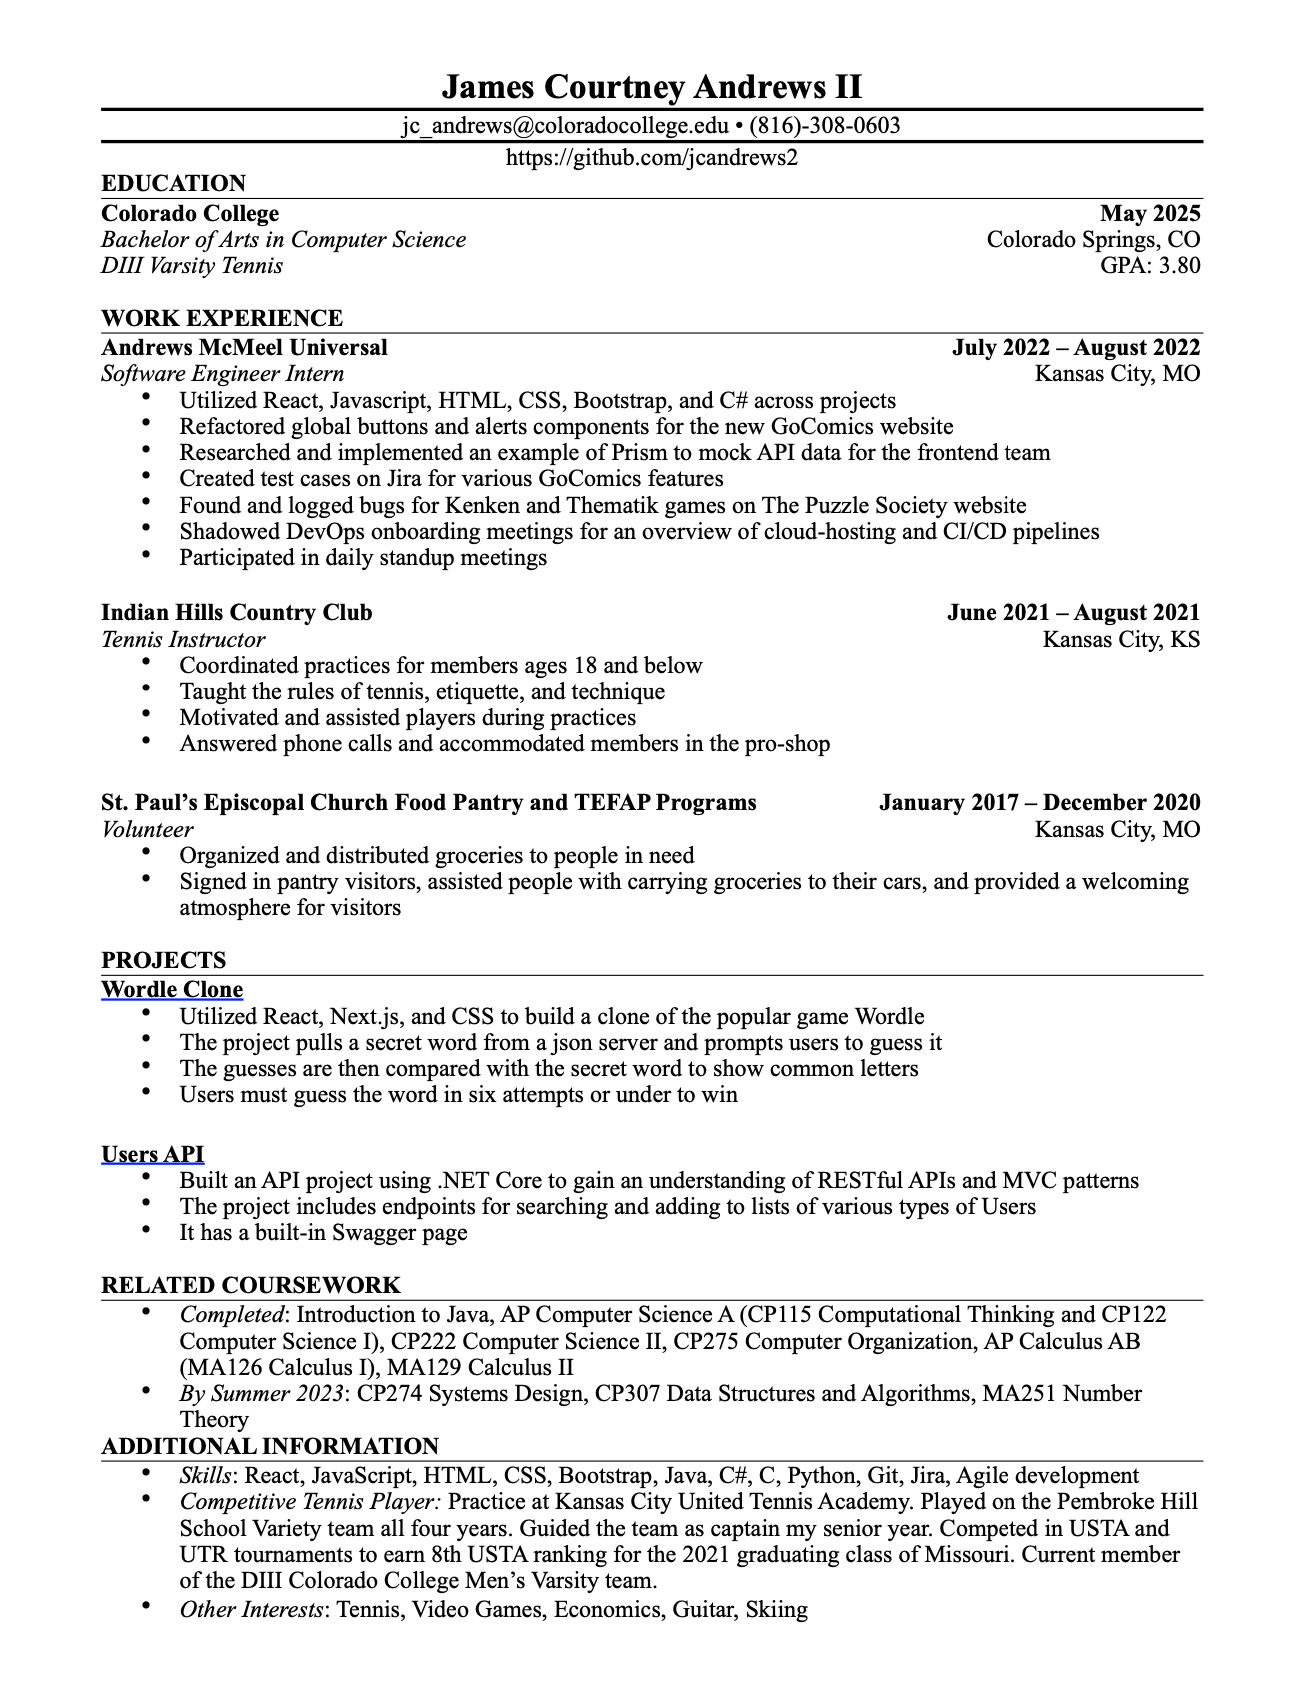 James Courtney Andrews II
jc_andrews@coloradocollege.edu • (816)-308-0603
https://github.com/jcandrews2
EDUCATION
Colorado College May 2025
Bachelor of Arts in Computer Science Colorado Springs, CO
DIII Varsity Tennis GPA: 3.80
WORK EXPERIENCE
Andrews McMeel Universal July 2022 – August 2022
Software Engineer Intern Kansas City, MO
• Utilized React, Javascript, HTML, CSS, Bootstrap, and C# across projects
• Refactored global buttons and alerts components for the new GoComics website
• Researched and implemented an example of Prism to mock API data for the frontend team
• Created test cases on Jira for various GoComics features
• Found and logged bugs for Kenken and Thematik games on The Puzzle Society website
• Shadowed DevOps onboarding meetings for an overview of cloud-hosting and CI/CD pipelines
• Participated in daily standup meetings
Indian Hills Country Club June 2021 – August 2021
Tennis Instructor Kansas City, KS
• Coordinated practices for members ages 18 and below
• Taught the rules of tennis, etiquette, and technique
• Motivated and assisted players during practices
• Answered phone calls and accommodated members in the pro-shop
St. Paul’s Episcopal Church Food Pantry and TEFAP Programs January 2017 – December 2020
Volunteer Kansas City, MO
• Organized and distributed groceries to people in need
• Signed in pantry visitors, assisted people with carrying groceries to their cars, and provided a welcoming
atmosphere for visitors
PROJECTS
Wordle Clone
• Utilized React, Next.js, and CSS to build a clone of the popular game Wordle
• The project pulls a secret word from a json server and prompts users to guess it
• The guesses are then compared with the secret word to show common letters
• Users must guess the word in six attempts or under to win
Users API
• Built an API project using .NET Core to gain an understanding of RESTful APIs and MVC patterns
• The project includes endpoints for searching and adding to lists of various types of Users
• It has a built-in Swagger page
RELATED COURSEWORK
• Completed: Introduction to Java, AP Computer Science A (CP115 Computational Thinking and CP122
Computer Science I), CP222 Computer Science II, CP275 Computer Organization, AP Calculus AB
(MA126 Calculus I), MA129 Calculus II
• By Summer 2023: CP274 Systems Design, CP307 Data Structures and Algorithms, MA251 Number
Theory
ADDITIONAL INFORMATION
• Skills: React, JavaScript, HTML, CSS, Bootstrap, Java, C#, C, Python, Git, Jira, Agile development
• Competitive Tennis Player: Practice at Kansas City United Tennis Academy. Played on the Pembroke Hill
School Variety team all four years. Guided the team as captain my senior year. Competed in USTA and
UTR tournaments to earn 8th USTA ranking for the 2021 graduating class of Missouri. Current member
of the DIII Colorado College Men’s Varsity team.
• Other Interests: Tennis, Video Games, Economics, Guitar, Skiing